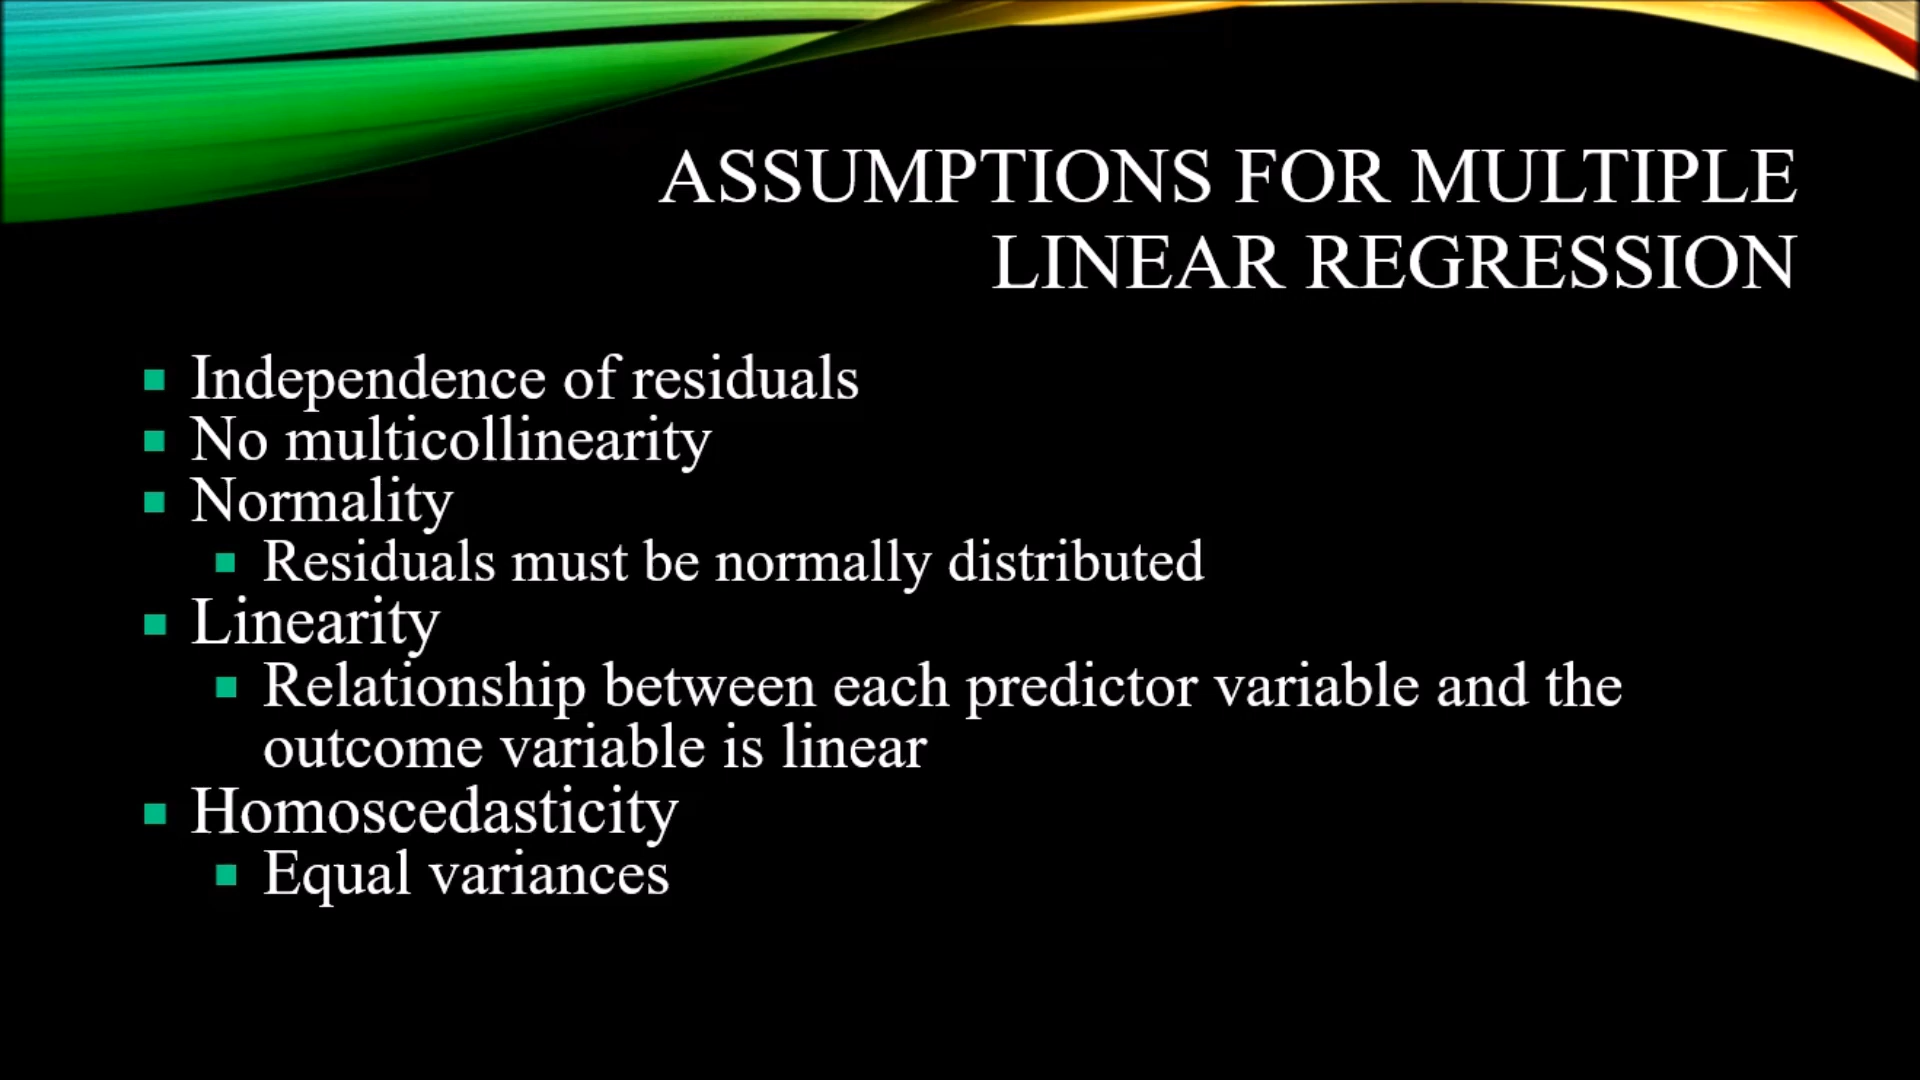 ASSUMPTIONS FOR MULTIPLE
LINEAR REGRESSION
Independence of residuals
No multicollinearity
Normality
Residuals must be normally distributed
Linearity
Relationship between each predictor variable and the
outcome variable is linear
Homoscedasticity
Equal variances